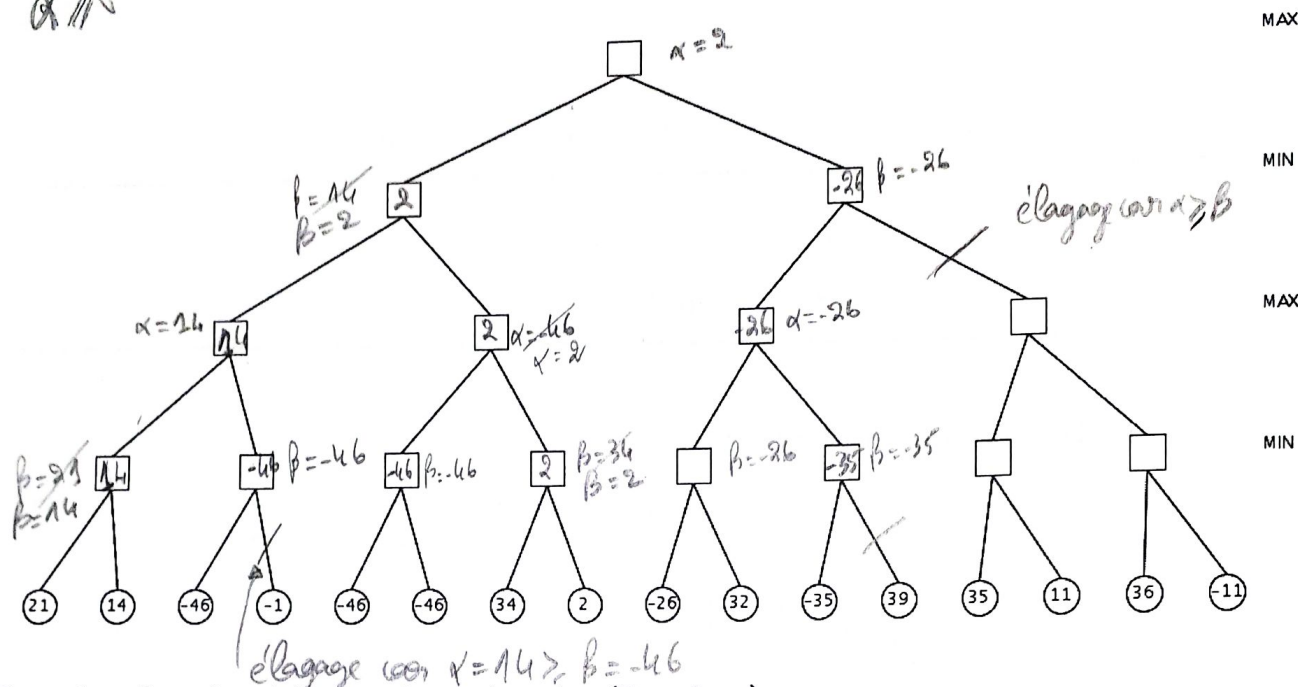 MAX
α = 2
MIN
β = 14
β = 2
2
-26 β = -26
élagage car α ≥ β
MAX
α = 14 14
2 α = -46
α = 2
-26 α = -26
MIN
β = 21
β = 14
14
-46 β = -46
-46 β = -46
2 β = 34
β = 2
β = -26
-35 β = -35
21 14 -46 -1 -46 -46 34 2 -26 32 -35 39 35 11 36 -11
élagage car α = 14 ≥ β = -46